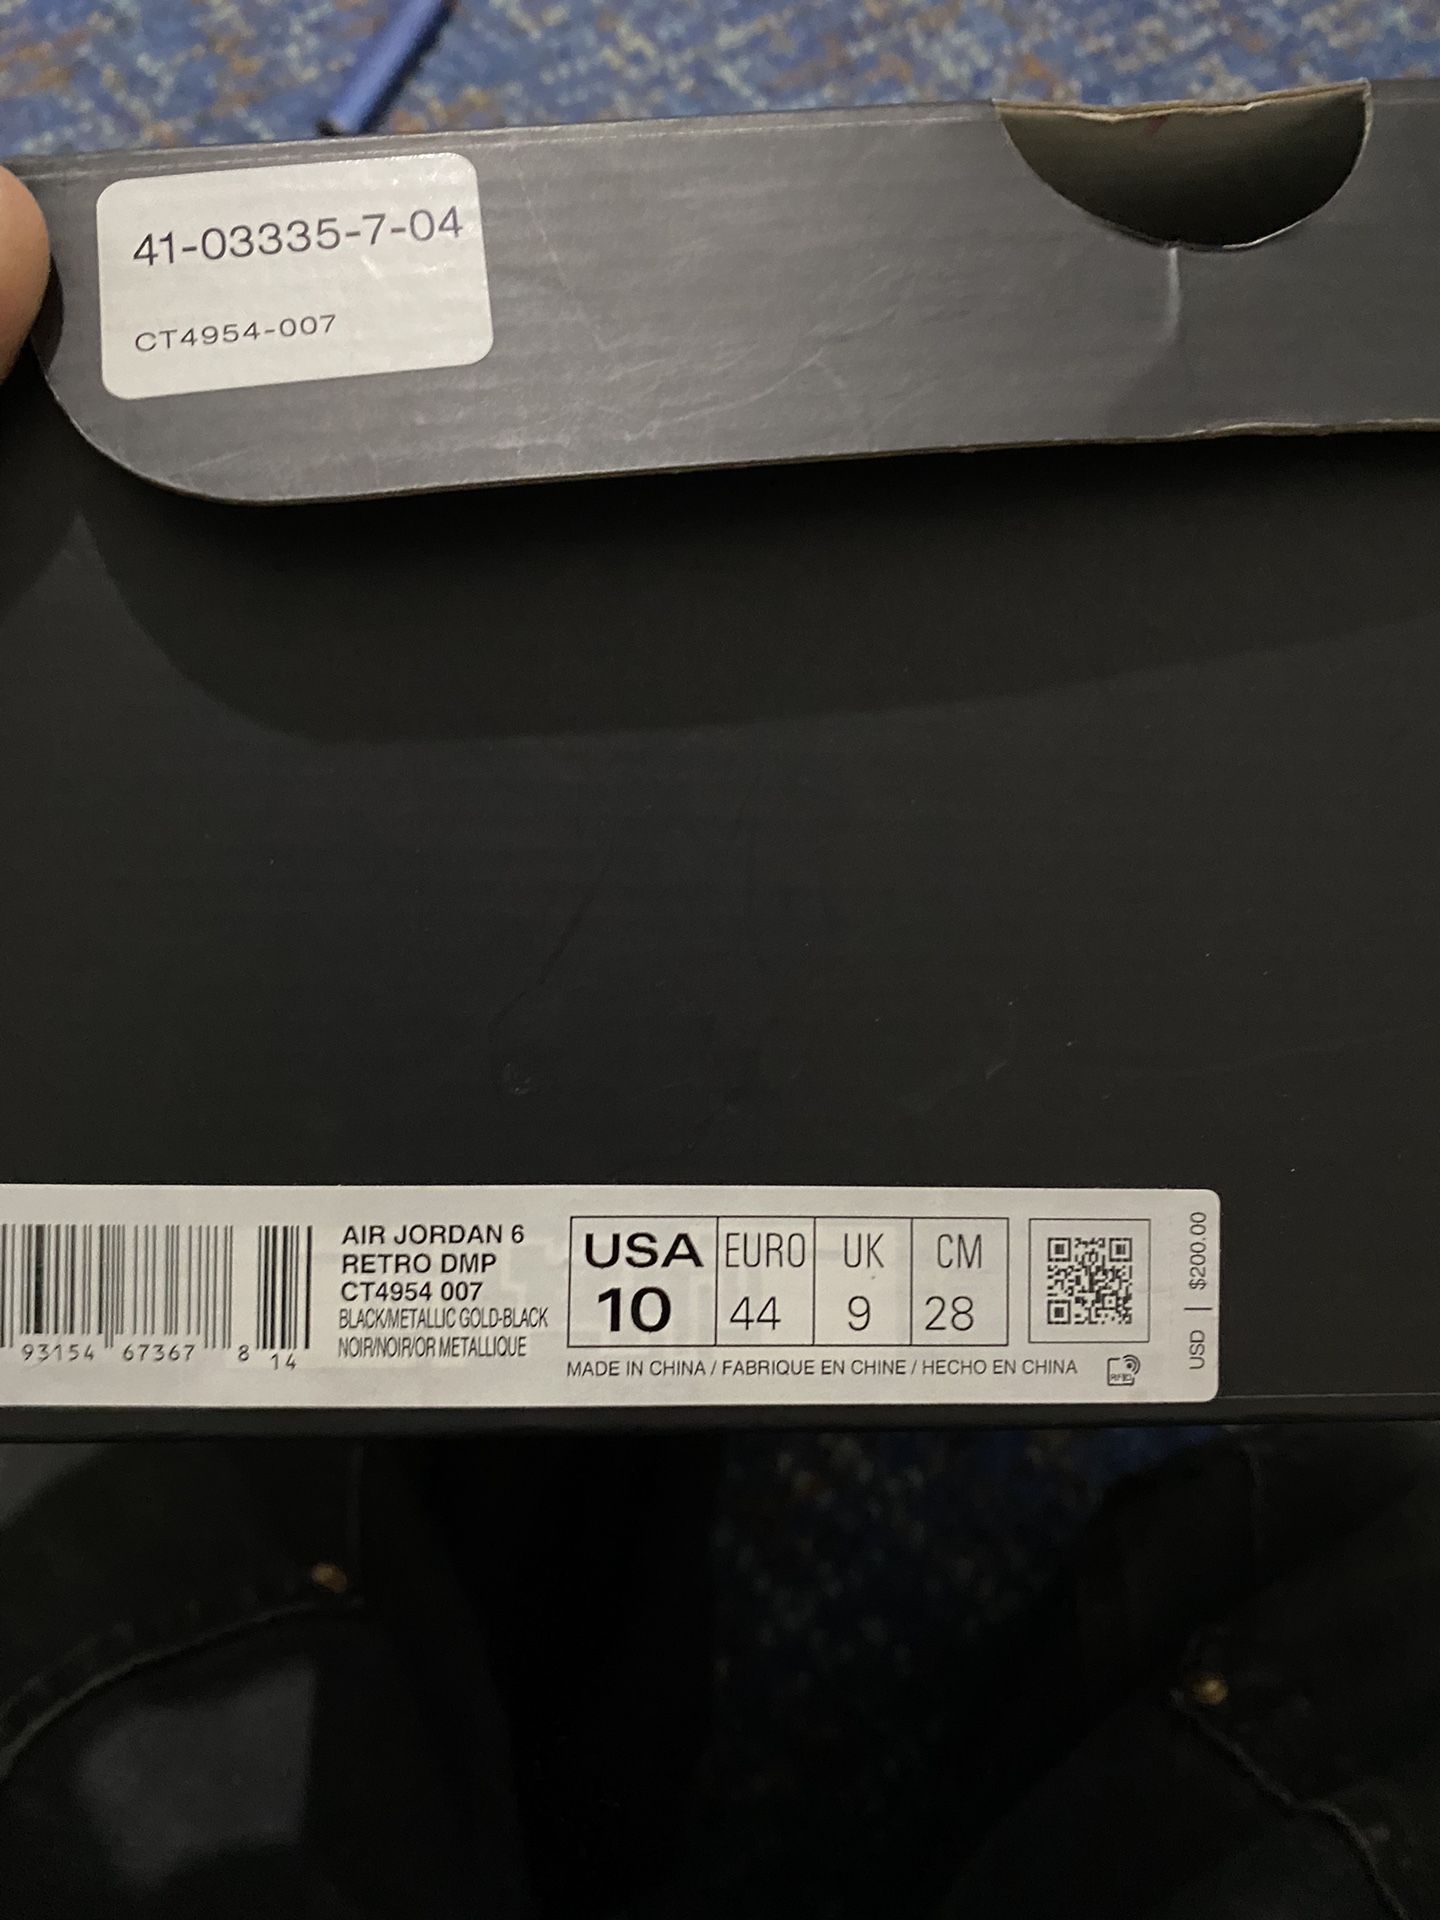 41-03335-7-04
CT4954-007
93154 67367 8 14
AIR JORDAN 6
RETRO DMP
CT4954 007
BLACK/METALLIC GOLD-BLACK
NOIR/NOIR/OR METALLIQUE
USA EURO UK CM
10 44 9 28
MADE IN CHINA / FABRIQUE EN CHINE / HECHO EN CHINA
RFID
USD | $200.00